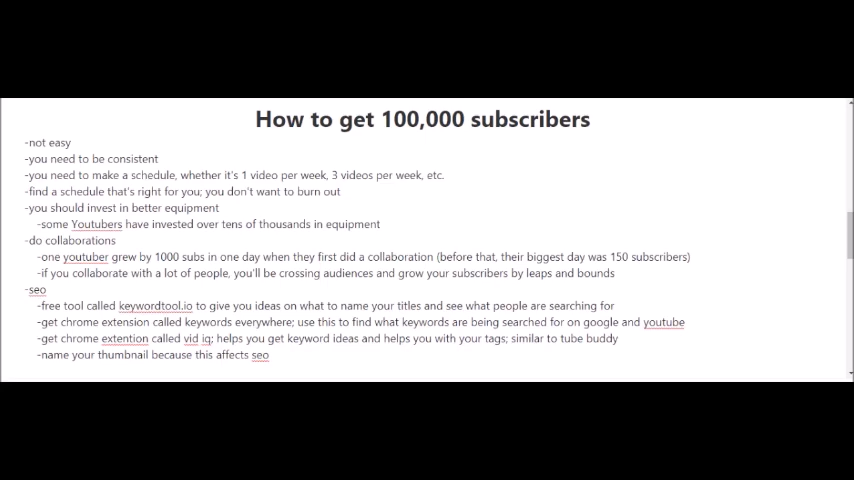 How to get 100,000 subscribers
-not easy
-you need to be consistent
-you need to make a schedule, whether it's 1 video per week, 3 videos per week, etc.
-find a schedule that's right for you; you don't want to burn out
-you should invest in better equipment
-some Youtubers have invested over tens of thousands in equipment
-do collaborations
-one youtuber grew by 1000 subs in one day when they first did a collaboration (before that, their biggest day was 150 subscribers)
-if you collaborate with a lot of people, you'll be crossing audiences and grow your subscribers by leaps and bounds
-seo
-free tool called keywordtool.io to give you ideas on what to name your titles and see what people are searching for
-get chrome extension called keywords everywhere; use this to find what keywords are being searched for on google and youtube
-get chrome extention called vid iq; helps you get keyword ideas and helps you with your tags; similar to tube buddy
-name your thumbnail because this affects seo